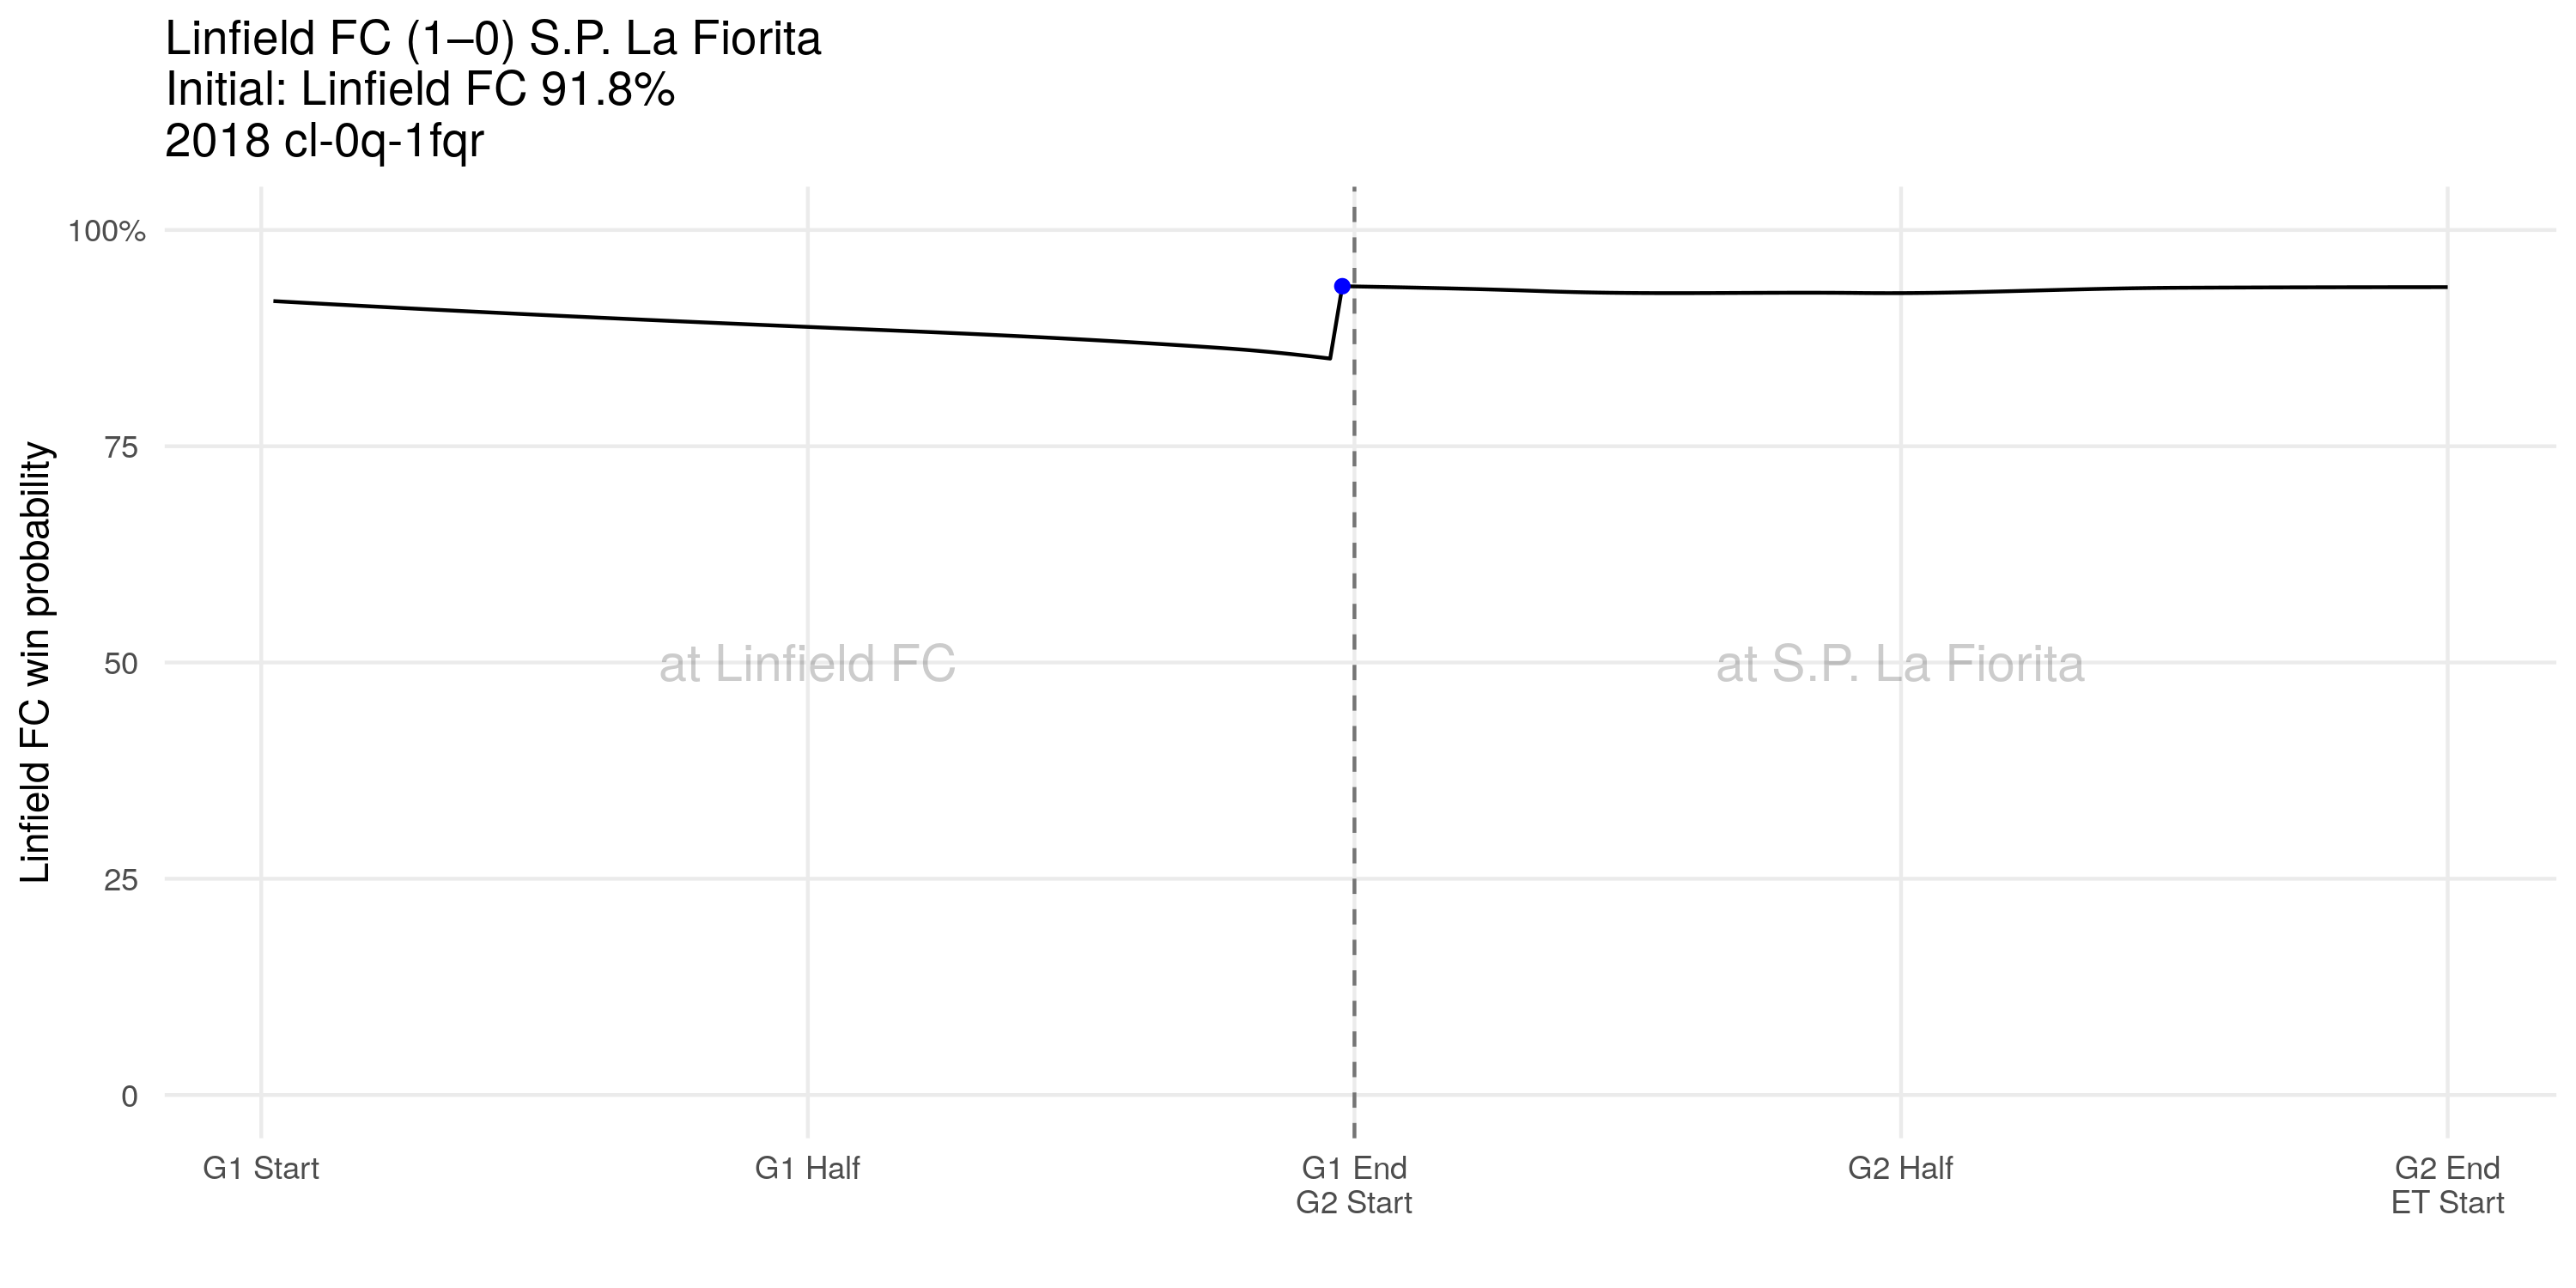 Linfield FC (1–0) S.P. La Fiorita
Initial: Linfield FC 91.8%
2018 cl-0q-1fqr
Linfield FC win probability
100%
75
50
25
0
at Linfield FC
at S.P. La Fiorita
G1 Start
G1 Half
G1 End
G2 Start
G2 Half
G2 End
ET Start